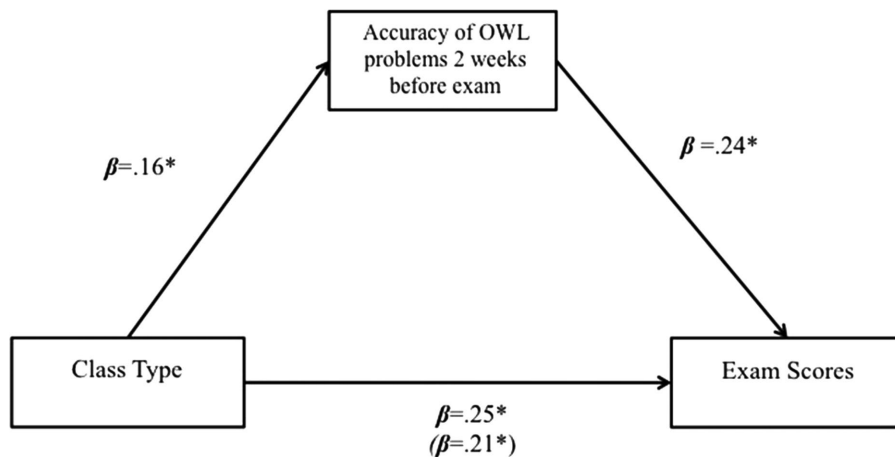 Accuracy of OWL
problems 2 weeks
before exam
β=.16*
β =.24*
Class Type
Exam Scores
β=.25*
(β=.21*)